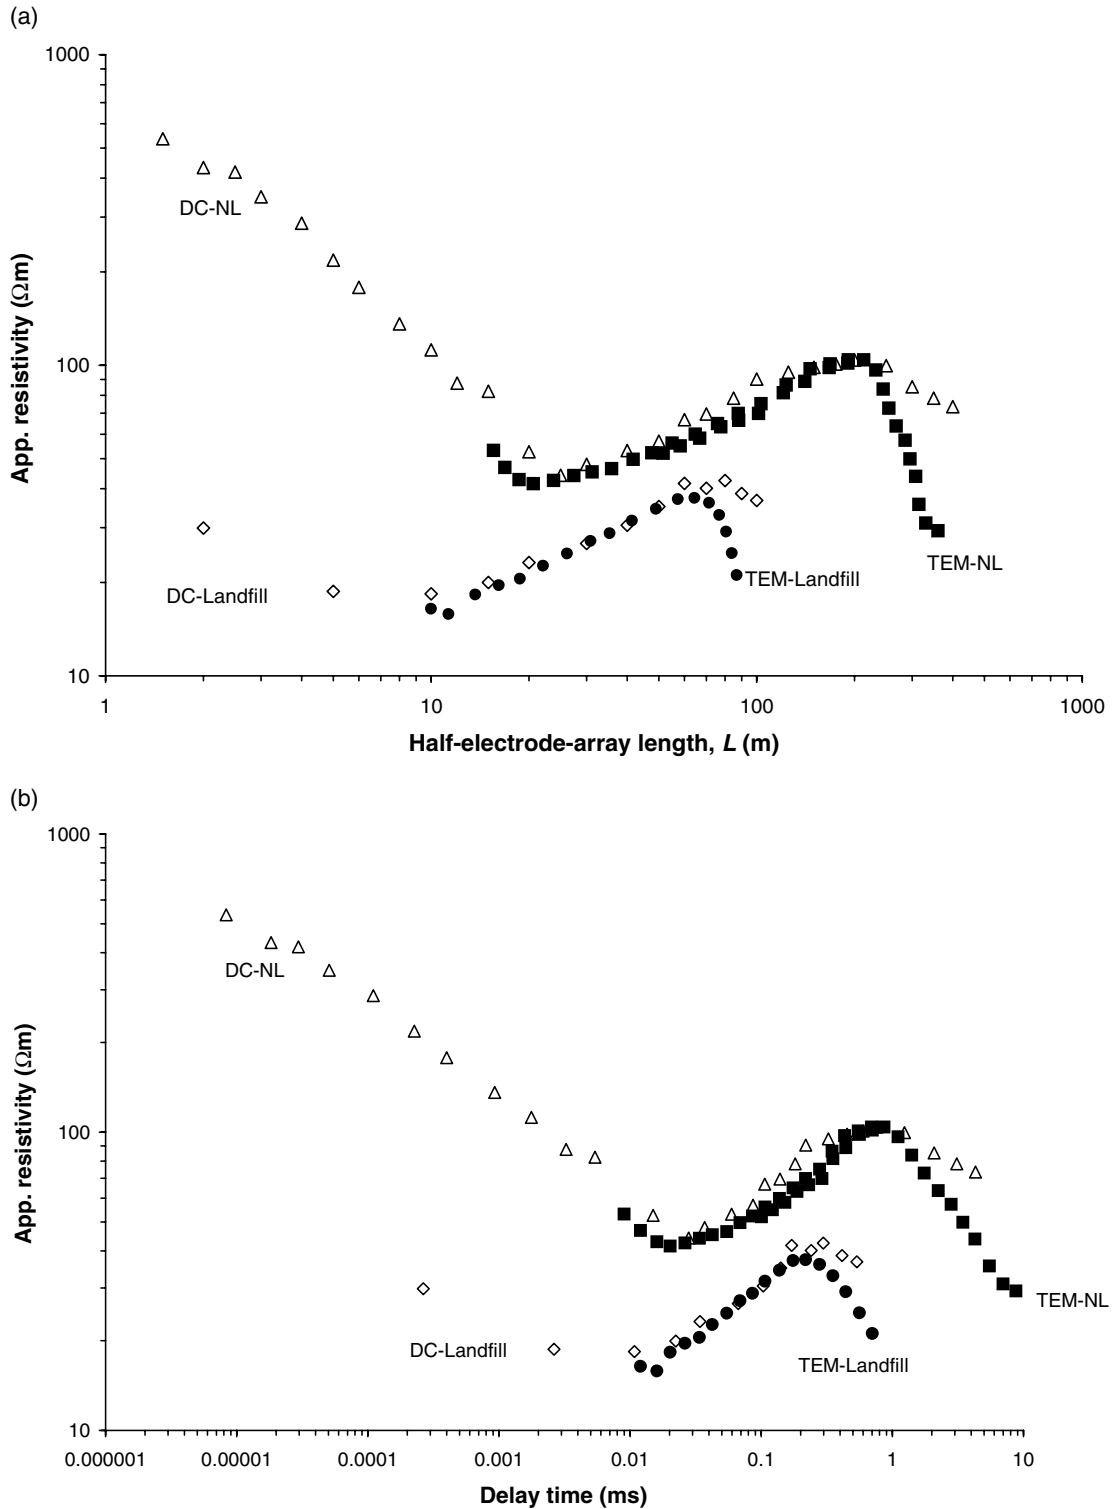 (a)
1000
100
10
App. resistivity (Ωm)
DC-NL
DC-Landfill
TEM-Landfill
TEM-NL
1
10
100
1000
Half-electrode-array length, L (m)
(b)
1000
100
10
App. resistivity (Ωm)
DC-NL
DC-Landfill
TEM-Landfill
TEM-NL
0.000001
0.00001
0.0001
0.001
0.01
0.1
1
10
Delay time (ms)